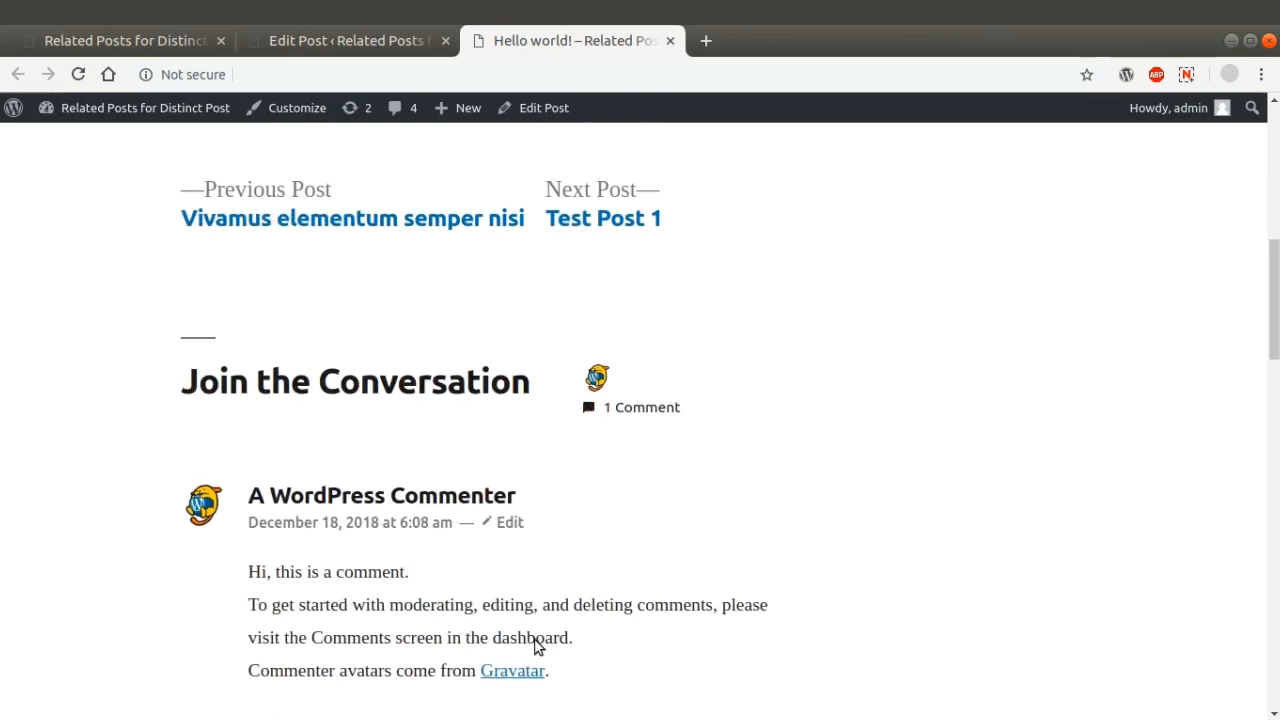 Related Posts for Distinct
Edit Post ‹ Related Posts f
Hello world! – Related Pos
Not secure
ABP
N
Related Posts for Distinct Post
Customize
2
4
New
Edit Post
Howdy, admin
—Previous Post
Vivamus elementum semper nisi
Next Post—
Test Post 1
Join the Conversation
1 Comment
A WordPress Commenter
December 18, 2018 at 6:08 am — Edit
Hi, this is a comment.
To get started with moderating, editing, and deleting comments, please
visit the Comments screen in the dashboard.
Commenter avatars come from Gravatar.